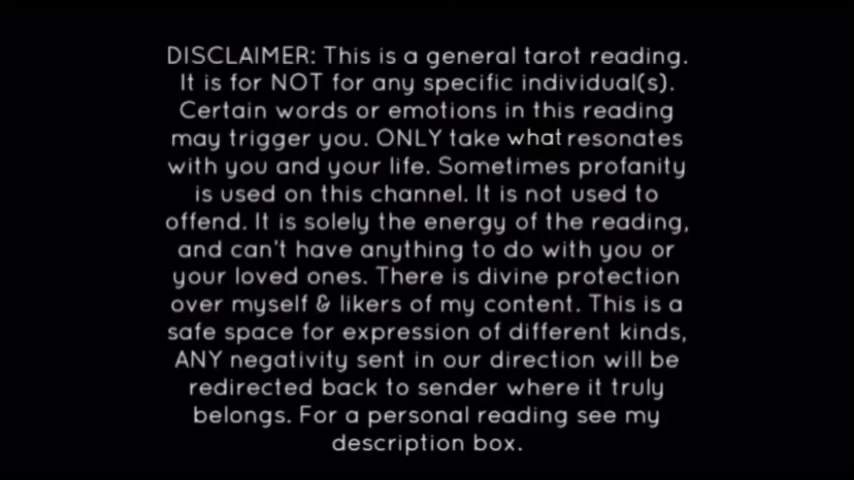 DISCLAIMER: This is a general tarot reading.
It is for NOT for any specific individual(s).
Certain words or emotions in this reading
may trigger you. ONLY take what resonates
with you and your life. Sometimes profanity
is used on this channel. It is not used to
offend. It is solely the energy of the reading,
and can't have anything to do with you or
your loved ones. There is divine protection
over myself & likers of my content. This is a
safe space for expression of different kinds,
ANY negativity sent in our direction will be
redirected back to sender where it truly
belongs. For a personal reading see my
description box.